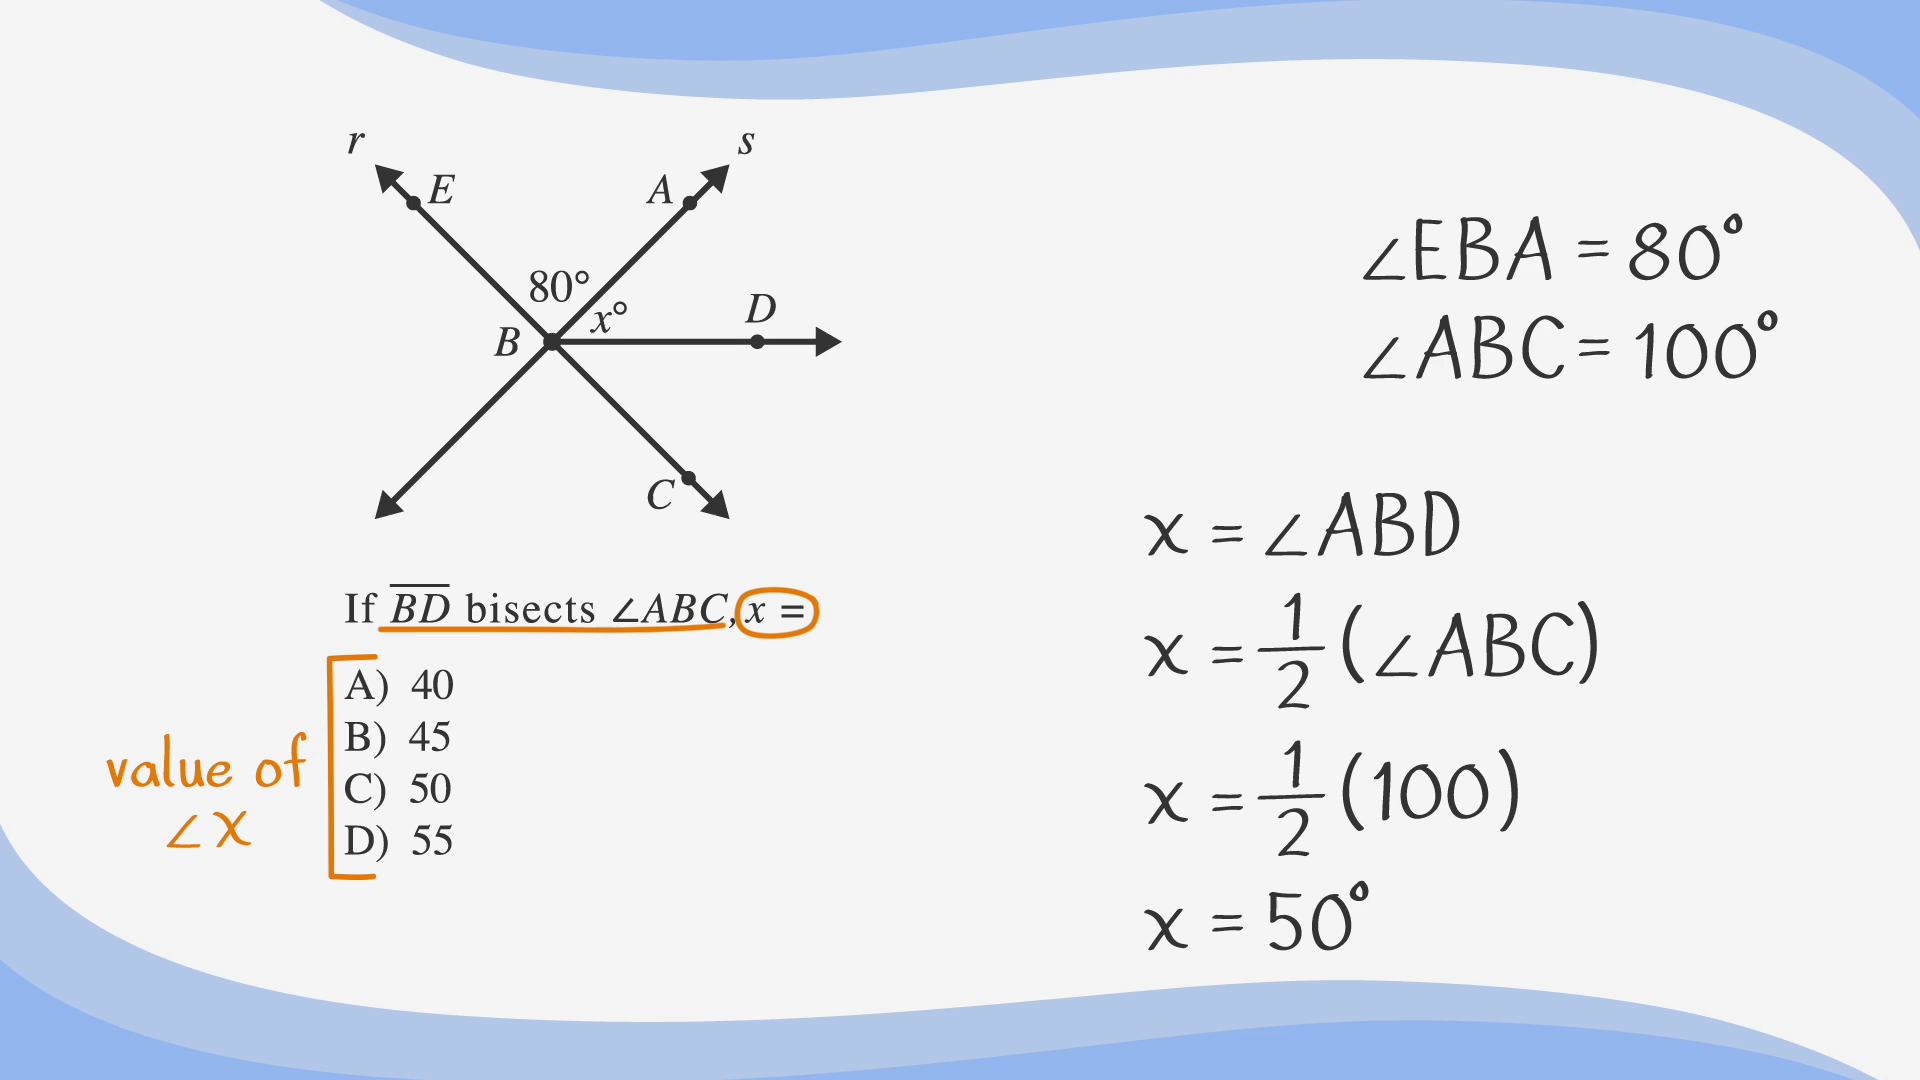 r
s
E
A
80°
x°
D
B
C
If BD bisects ∠ABC, x =
A) 40
B) 45
C) 50
D) 55
value of
∠x
∠EBA = 80°
∠ABC = 100°
x = ∠ABD
x = 1/2 (∠ABC)
x = 1/2 (100)
x = 50°